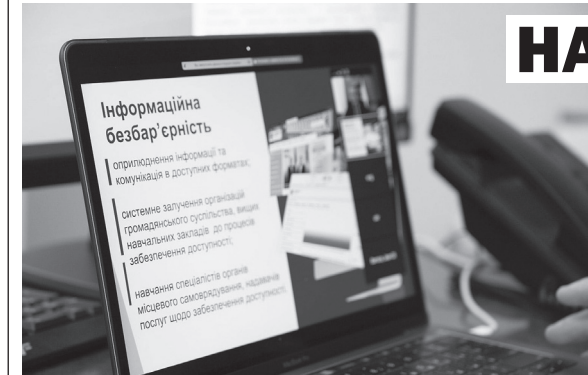 НА
Інформаційна
безбар’єрність
оприлюднення інформації та
комунікація в доступних форматах;
системне залучення організацій
громадянського суспільства, вищих
навчальних закладів до процесів
забезпечення доступності;
навчання спеціалістів органів
місцевого самоврядування, надавачів
послуг щодо забезпечення доступності.